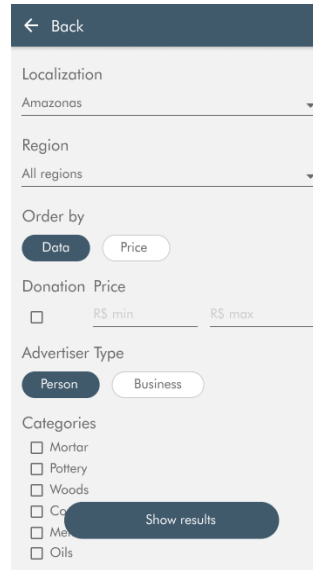 Back
Localization
Amazonas
Region
All regions
Order by
Data Price
Donation Price
R$ min R$ max
Advertiser Type
Person Business
Categories
Mortar
Pottery
Woods
Show results
Oils